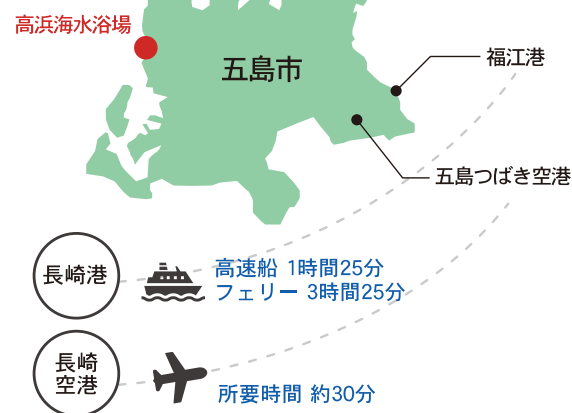 高浜海水浴場
五島市
福江港
五島つばき空港
長崎港
高速船 1時間25分
フェリー 3時間25分
長崎
空港
所要時間 約30分